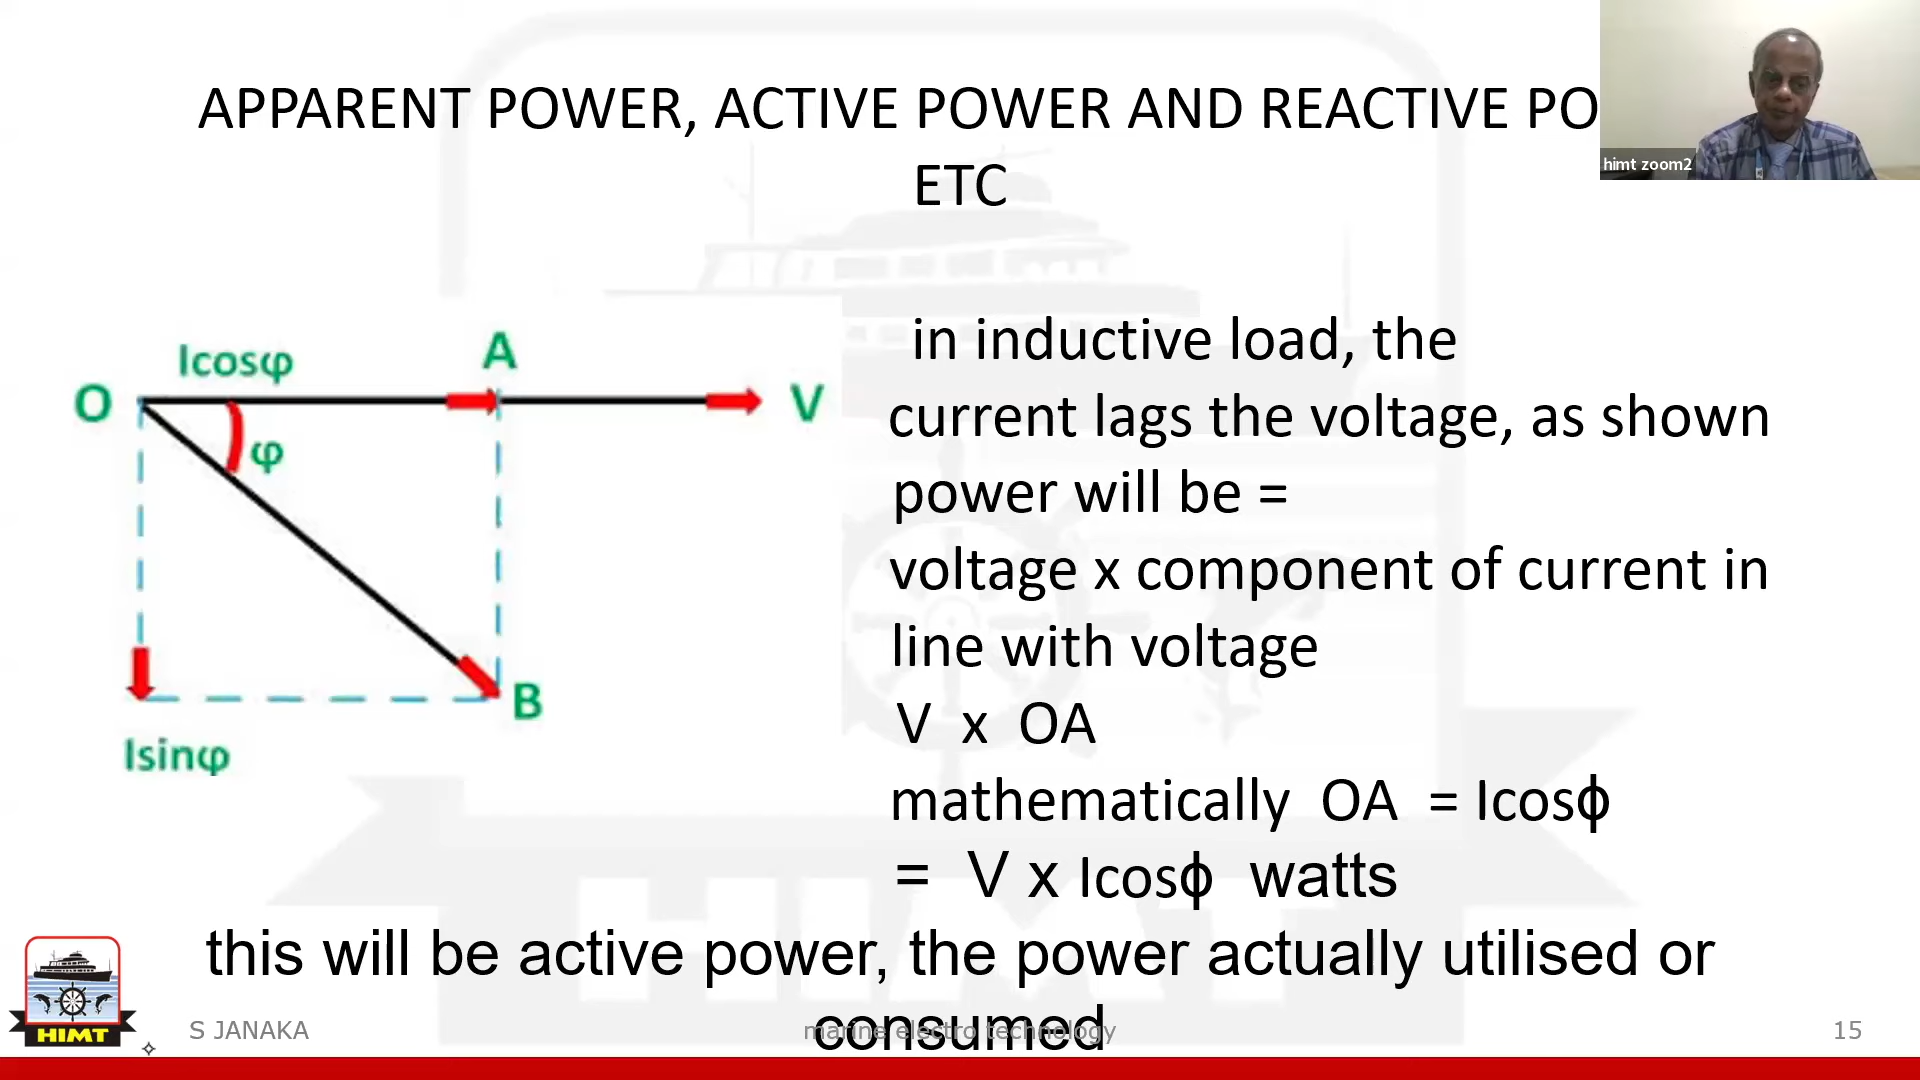 APPARENT POWER, ACTIVE POWER AND REACTIVE PO
ETC
himt zoom2
Icosφ
A
O
V
φ
B
Isinφ
in inductive load, the
current lags the voltage, as shown
power will be =
voltage x component of current in
line with voltage
V x OA
mathematically OA = Icosϕ
= V x Icosϕ watts
this will be active power, the power actually utilised or
consumed
HIMT
HIMT
S JANAKA
marine electro technology
15